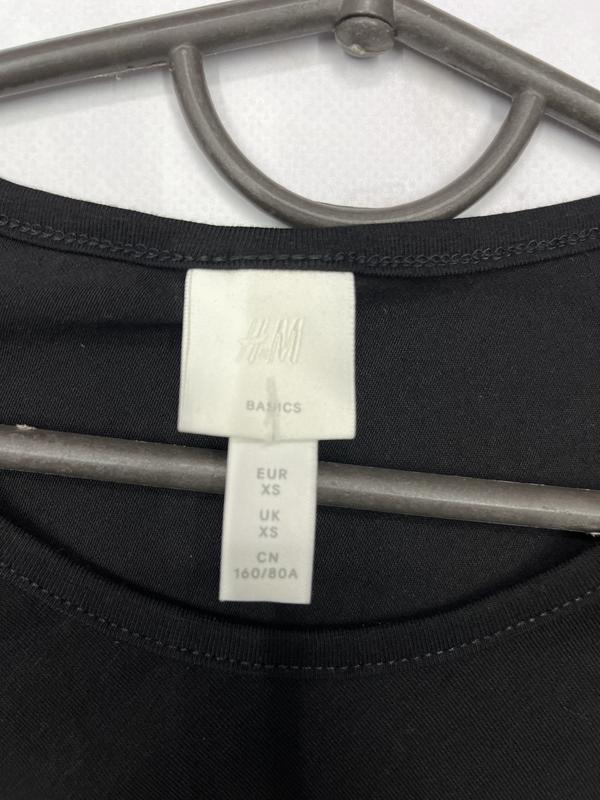 H&M
BASICS
EUR
XS
UK
XS
CN
160/80A